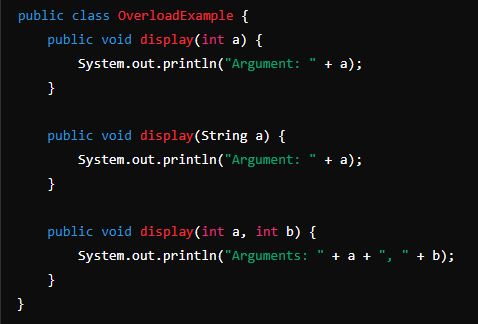 public class OverloadExample {
    public void display(int a) {
        System.out.println("Argument: " + a);
    }

    public void display(String a) {
        System.out.println("Argument: " + a);
    }

    public void display(int a, int b) {
        System.out.println("Arguments: " + a + ", " + b);
    }
}